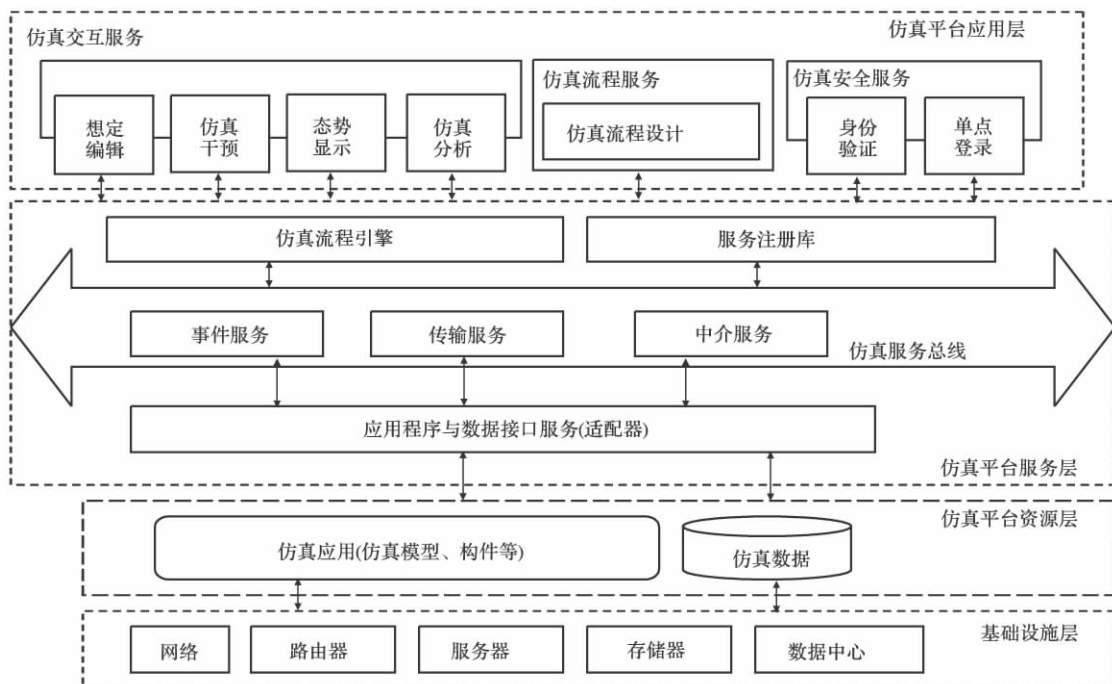 仿真交互服务
仿真平台应用层
仿真流程服务
仿真安全服务
想定
编辑
仿真
干预
态势
显示
仿真
分析
仿真流程设计
身份
验证
单点
登录
仿真流程引擎
服务注册库
事件服务
传输服务
中介服务
仿真服务总线
应用程序与数据接口服务(适配器)
仿真平台服务层
仿真平台资源层
仿真应用(仿真模型、构件等)
仿真数据
基础设施层
网络
路由器
服务器
存储器
数据中心